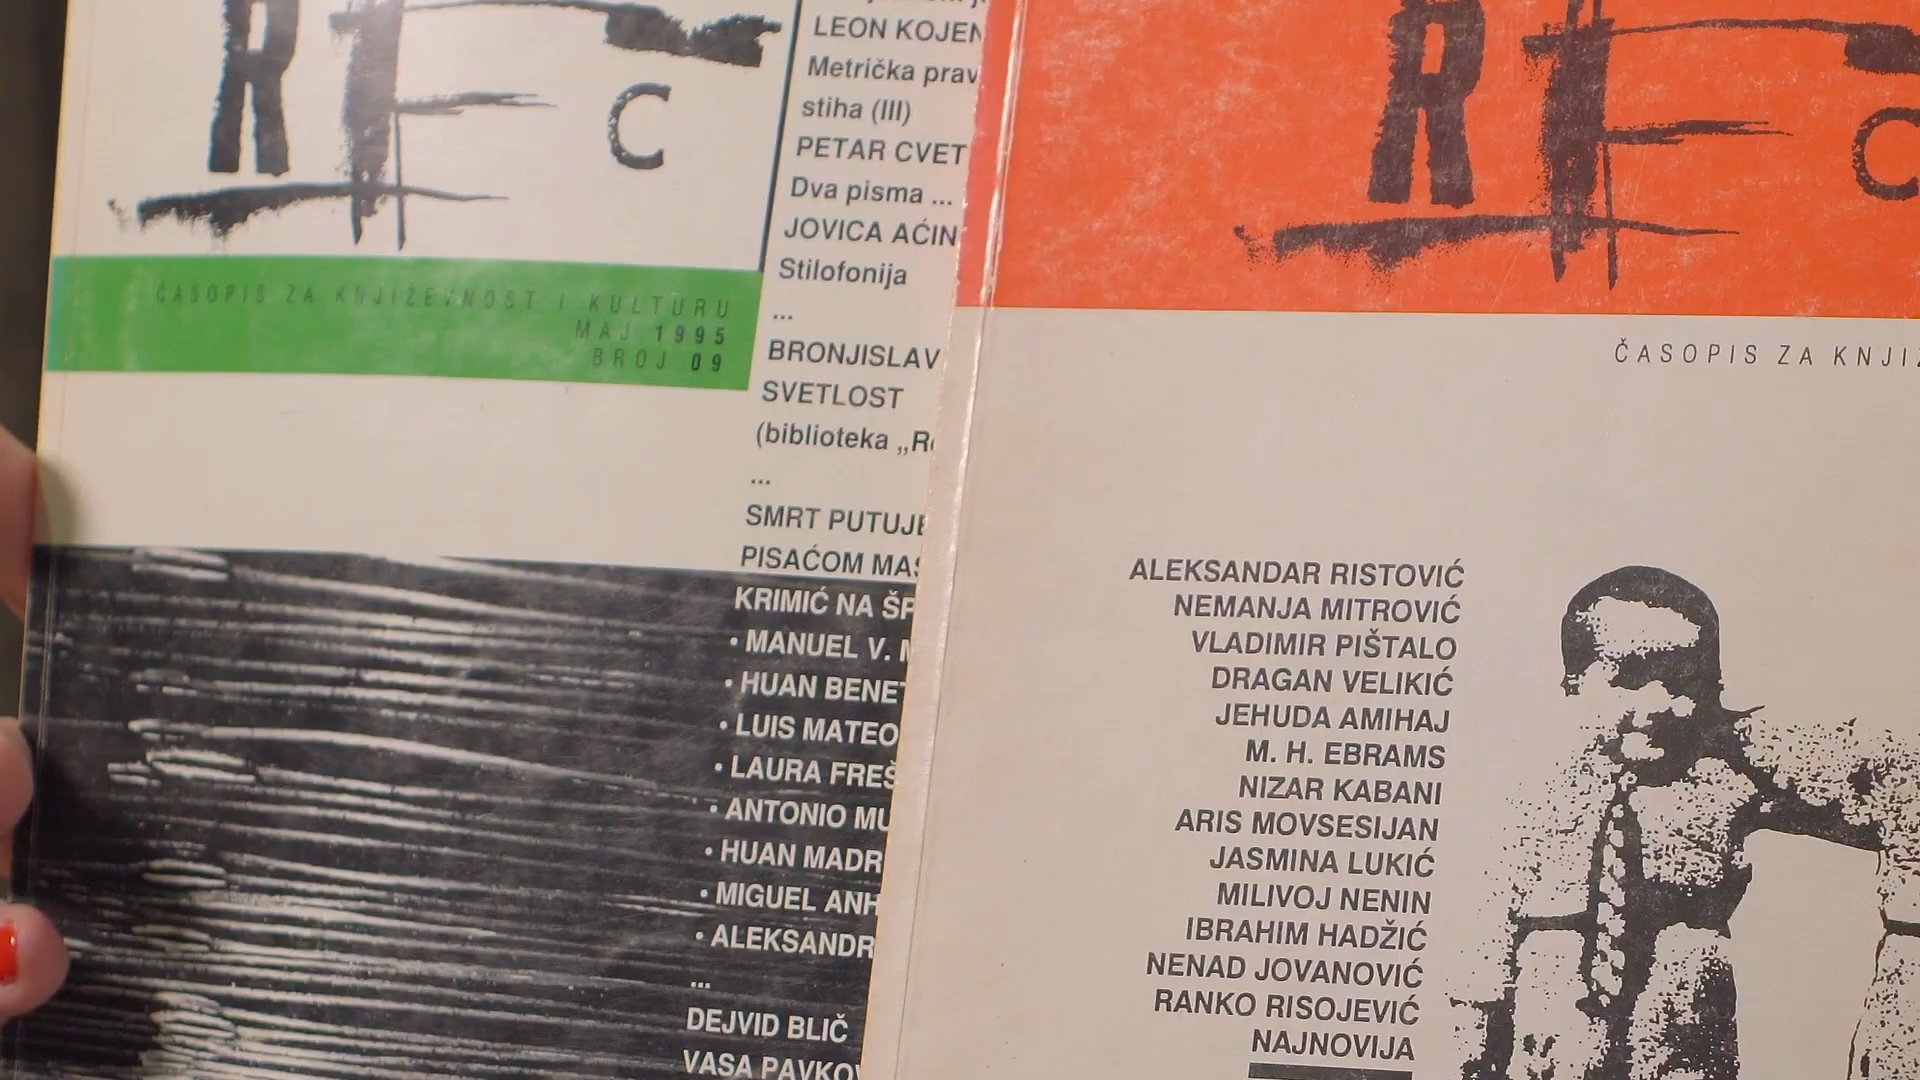 REČ
LEON KOJEN
Metrička prav
stiha (III)
PETAR CVET
Dva pisma ...
JOVICA AĆIN
Stilofonija
...
BRONJISLAV
SVETLOST
(biblioteka „R
...
SMRT PUTUJE
PISAĆOM MAS
KRIMIĆ NA ŠP
• MANUEL V. M
• HUAN BENET
• LUIS MATEO
• LAURA FREŠ
• ANTONIO MU
• HUAN MADR
• MIGUEL ANH
• ALEKSANDR
...
DEJVID BLIČ
VASA PAVKOV
ČASOPIS ZA KNJIŽEVNOST I KULTURU
MAJ 1995
BROJ 09
REČ
ČASOPIS ZA KNJIŽ
ALEKSANDAR RISTOVIĆ
NEMANJA MITROVIĆ
VLADIMIR PIŠTALO
DRAGAN VELIKIĆ
JEHUDA AMIHAJ
M. H. EBRAMS
NIZAR KABANI
ARIS MOVSESIJAN
JASMINA LUKIĆ
MILIVOJ NENIN
IBRAHIM HADŽIĆ
NENAD JOVANOVIĆ
RANKO RISOJEVIĆ
NAJNOVIJA